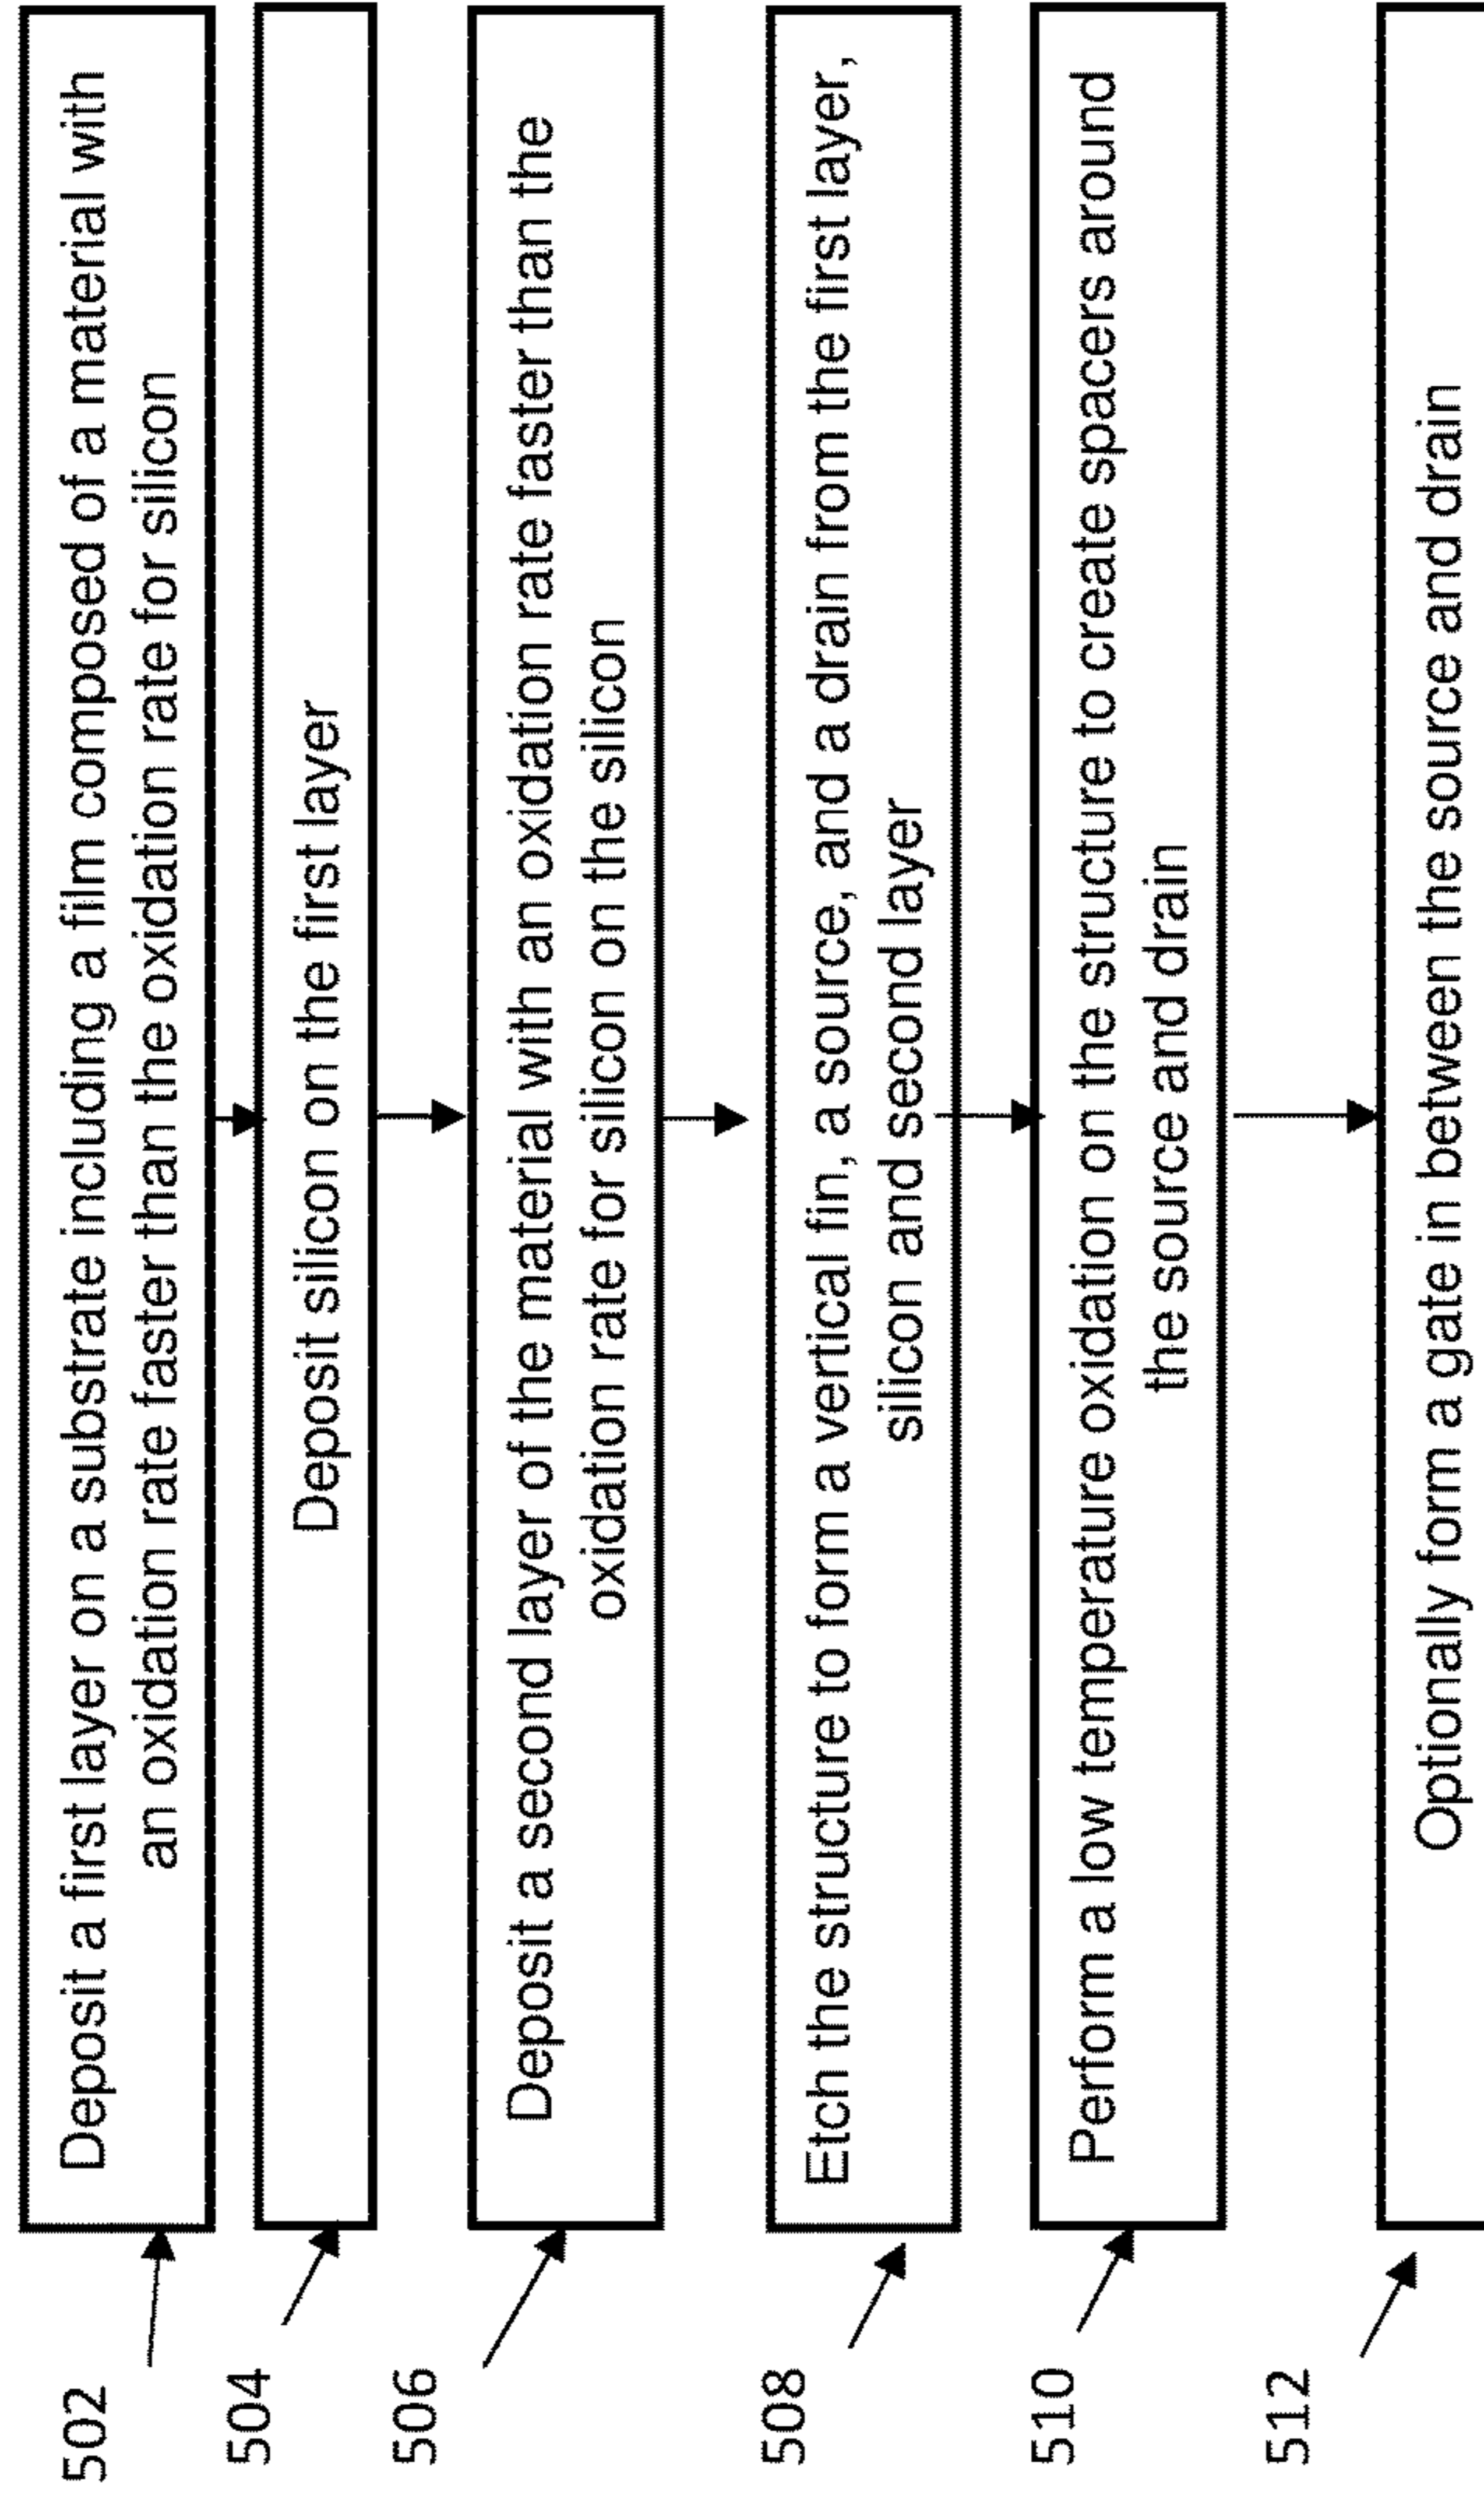 502
Deposit a first layer on a substrate including a film composed of a material with
an oxidation rate faster than the oxidation rate for silicon
504
Deposit silicon on the first layer
506
Deposit a second layer of the material with an oxidation rate faster than the
oxidation rate for silicon on the silicon
508
Etch the structure to form a vertical fin, a source, and a drain from the first layer,
silicon and second layer
510
Perform a low temperature oxidation on the structure to create spacers around
the source and drain
512
Optionally form a gate in between the source and drain